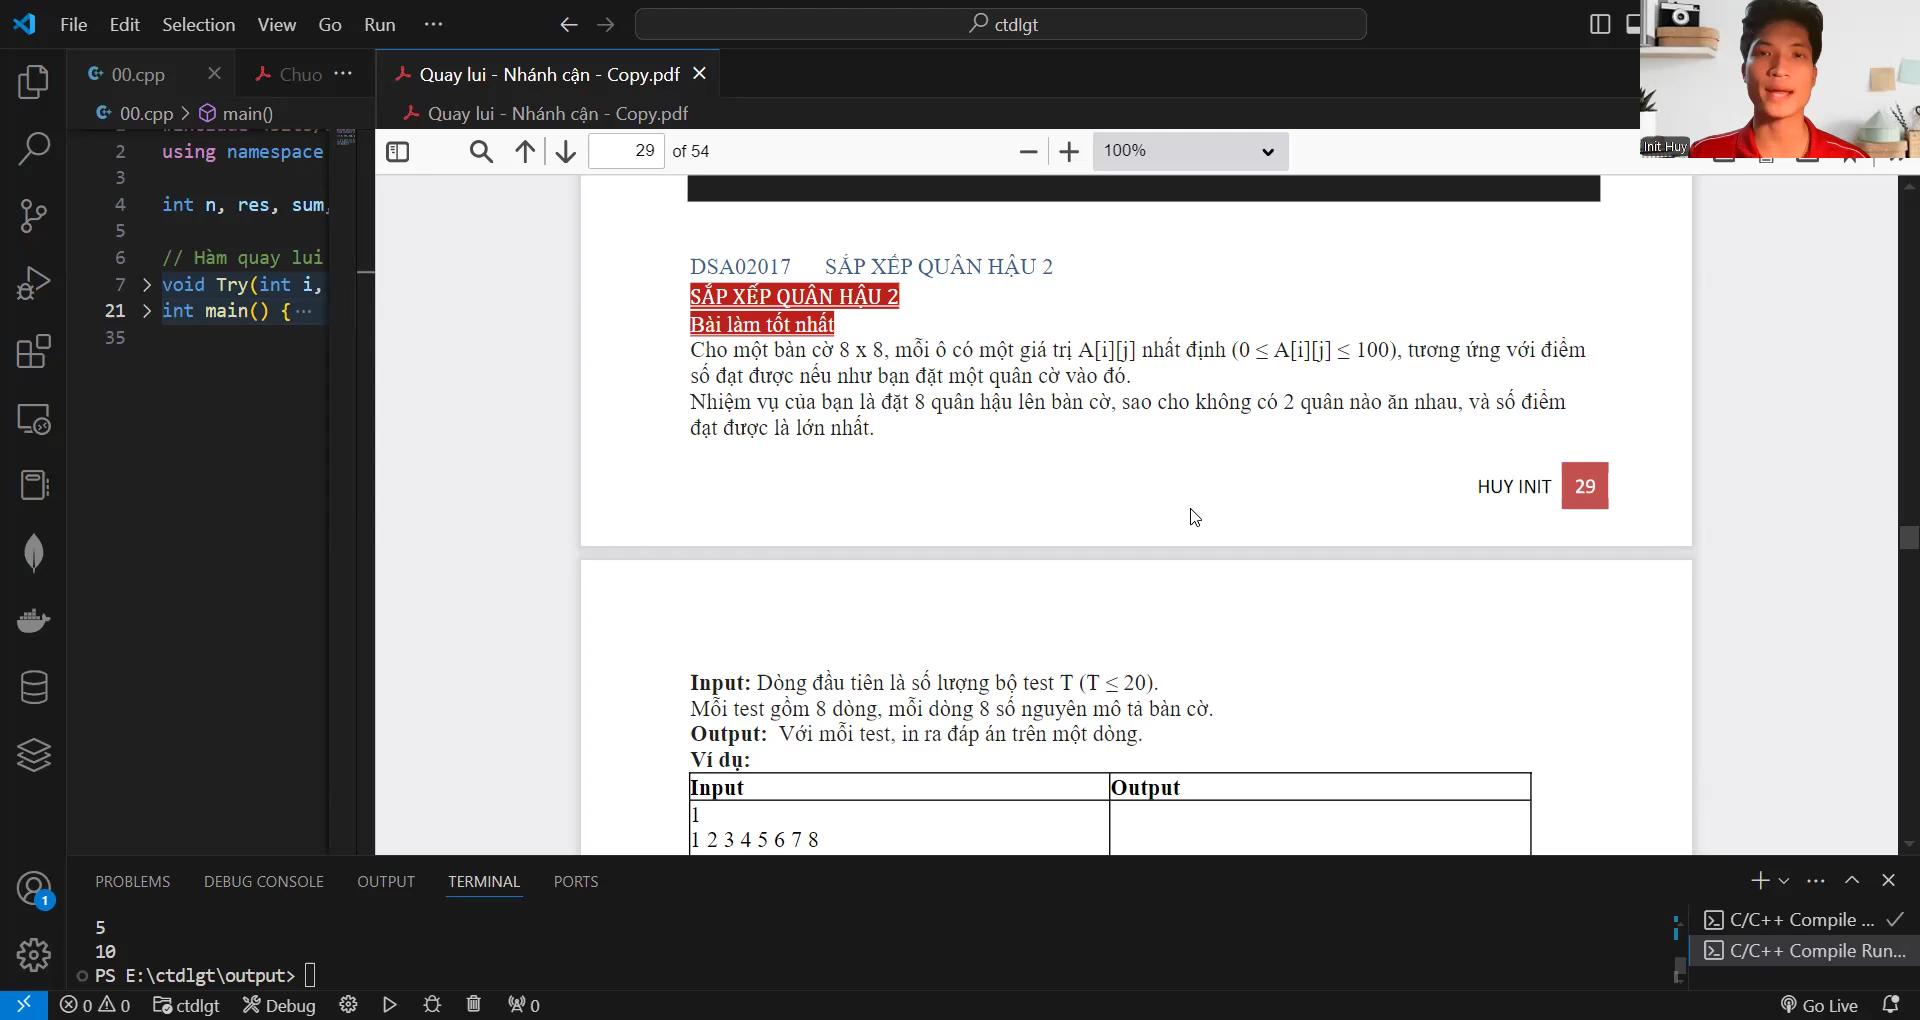 File Edit Selection View Go Run ···
ctdlgt
00.cpp
Chuo ···
Quay lui - Nhánh cận - Copy.pdf
00.cpp > main()
Quay lui - Nhánh cận - Copy.pdf
29 of 54
100%
Init Huy
2 using namespace
3
4 int n, res, sum,
5
6 // Hàm quay lui
7 void Try(int i,
21 int main() { ···
35
DSA02017 SẮP XẾP QUÂN HẬU 2
SẮP XẾP QUÂN HẬU 2
Bài làm tốt nhất
Cho một bàn cờ 8 x 8, mỗi ô có một giá trị A[i][j] nhất định (0 ≤ A[i][j] ≤ 100), tương ứng với điểm
số đạt được nếu như bạn đặt một quân cờ vào đó.
Nhiệm vụ của bạn là đặt 8 quân hậu lên bàn cờ, sao cho không có 2 quân nào ăn nhau, và số điểm
đạt được là lớn nhất.
HUY INIT 29
Input: Dòng đầu tiên là số lượng bộ test T (T ≤ 20).
Mỗi test gồm 8 dòng, mỗi dòng 8 số nguyên mô tả bàn cờ.
Output: Với mỗi test, in ra đáp án trên một dòng.
Ví dụ:
Input Output
1
1 2 3 4 5 6 7 8
PROBLEMS DEBUG CONSOLE OUTPUT TERMINAL PORTS
5
10
PS E:\ctdlgt\output>
C/C++ Compile ...
C/C++ Compile Run...
1
0 0 ctdlgt Debug 0
Go Live